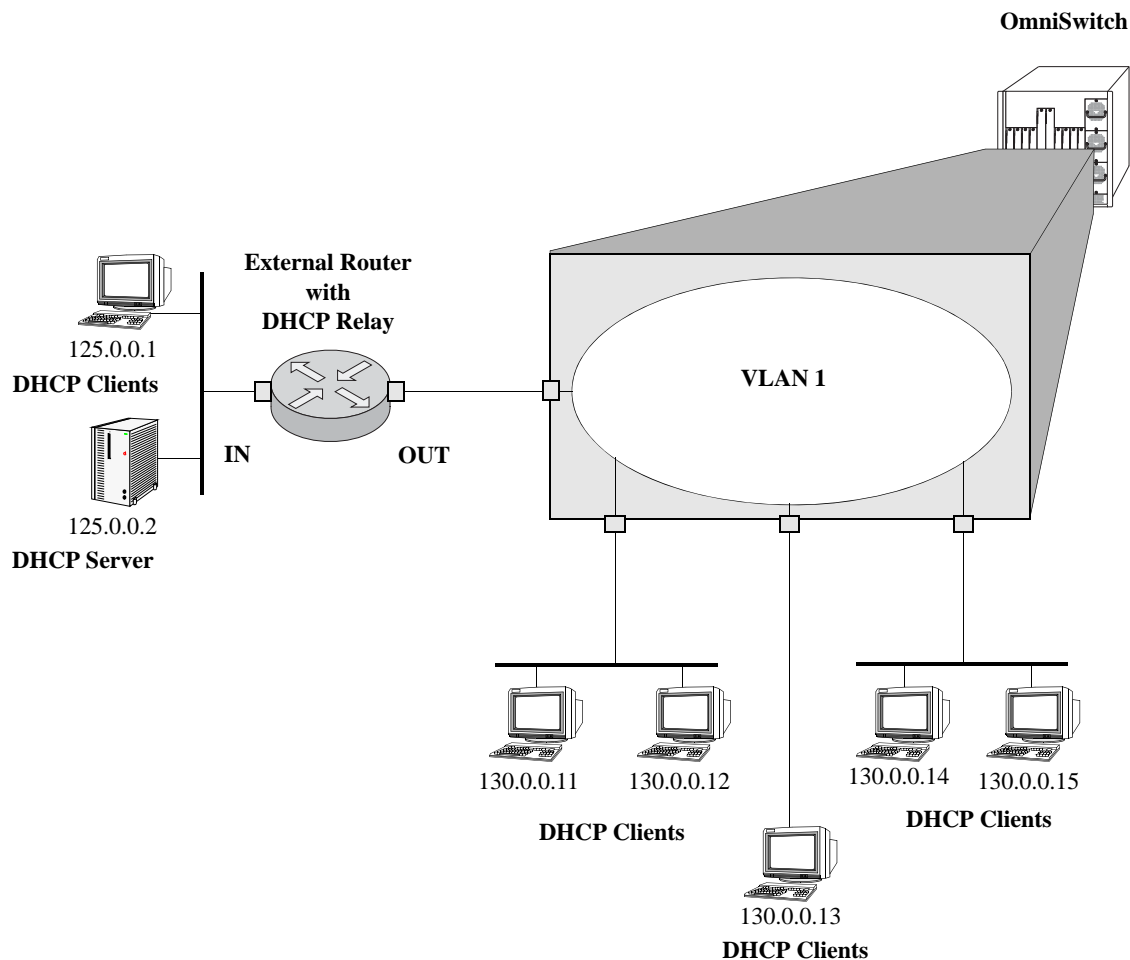 OmniSwitch
External Router
with
DHCP Relay
125.0.0.1
DHCP Clients
VLAN 1
IN
OUT
125.0.0.2
DHCP Server
130.0.0.11
130.0.0.12
DHCP Clients
130.0.0.14
130.0.0.15
DHCP Clients
130.0.0.13
DHCP Clients